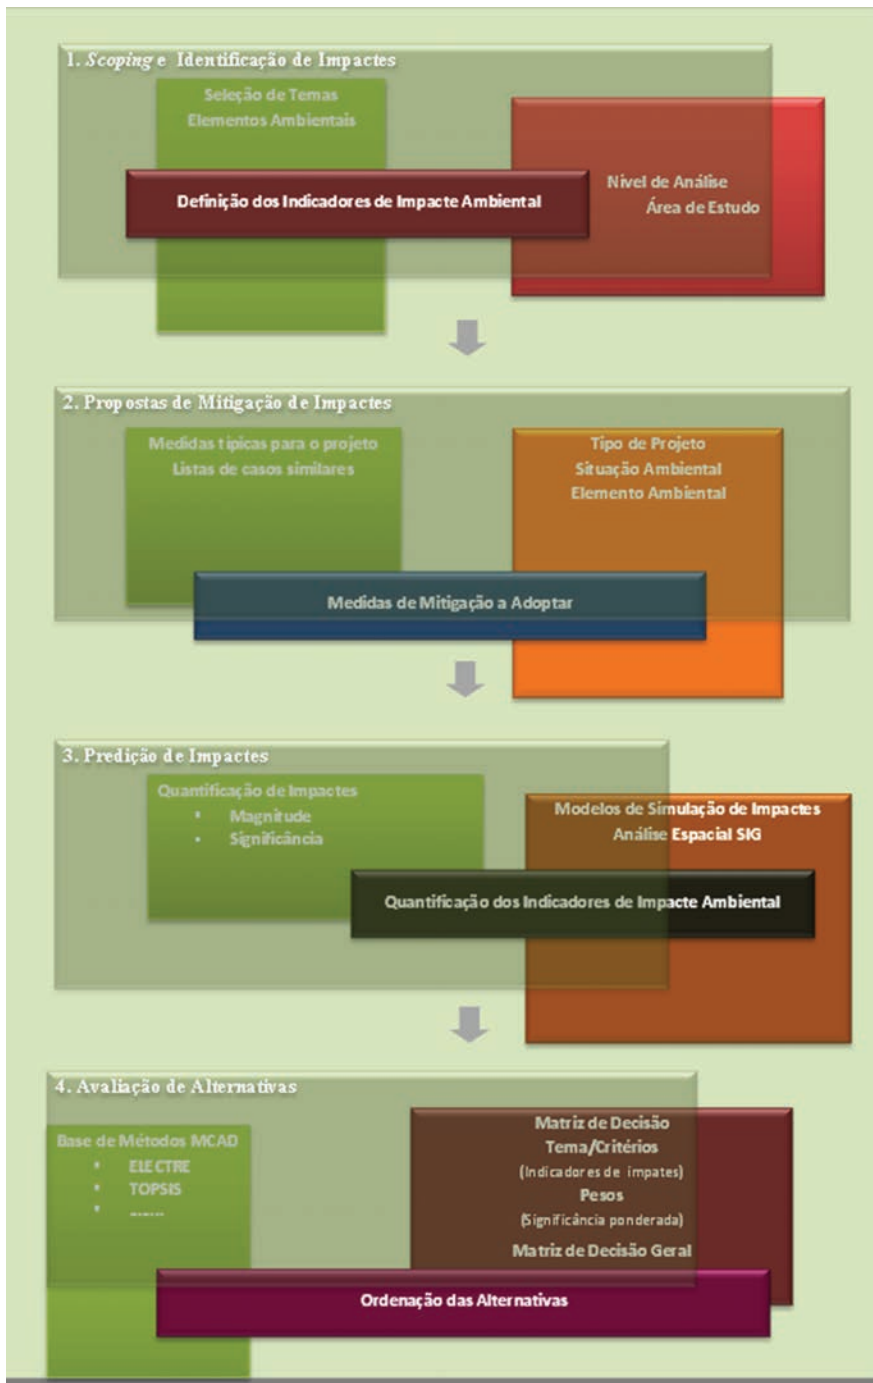 1. Scoping e Identificação de Impactes
Seleção de Temas
Elementos Ambientais
Definição dos Indicadores de Impacte Ambiental
Nível de Análise
Área de Estudo
2. Propostas de Mitigação de Impactes
Medidas típicas para o projeto
Listas de casos similares
Tipo de Projeto
Situação Ambiental
Elemento Ambiental
Medidas de Mitigação a Adoptar
3. Predição de Impactes
Quantificação de Impactes
▪ Magnitude
▪ Significância
Modelos de Simulação de Impactes
Análise Espacial SIG
Quantificação dos Indicadores de Impacte Ambiental
4. Avaliação de Alternativas
Base de Métodos MCAD
• ELECTRE
• TOPSIS
• .......
Matriz de Decisão
Tema/Critérios
(Indicadores de impates)
Pesos
(Significância ponderada)
Matriz de Decisão Geral
Ordenação das Alternativas